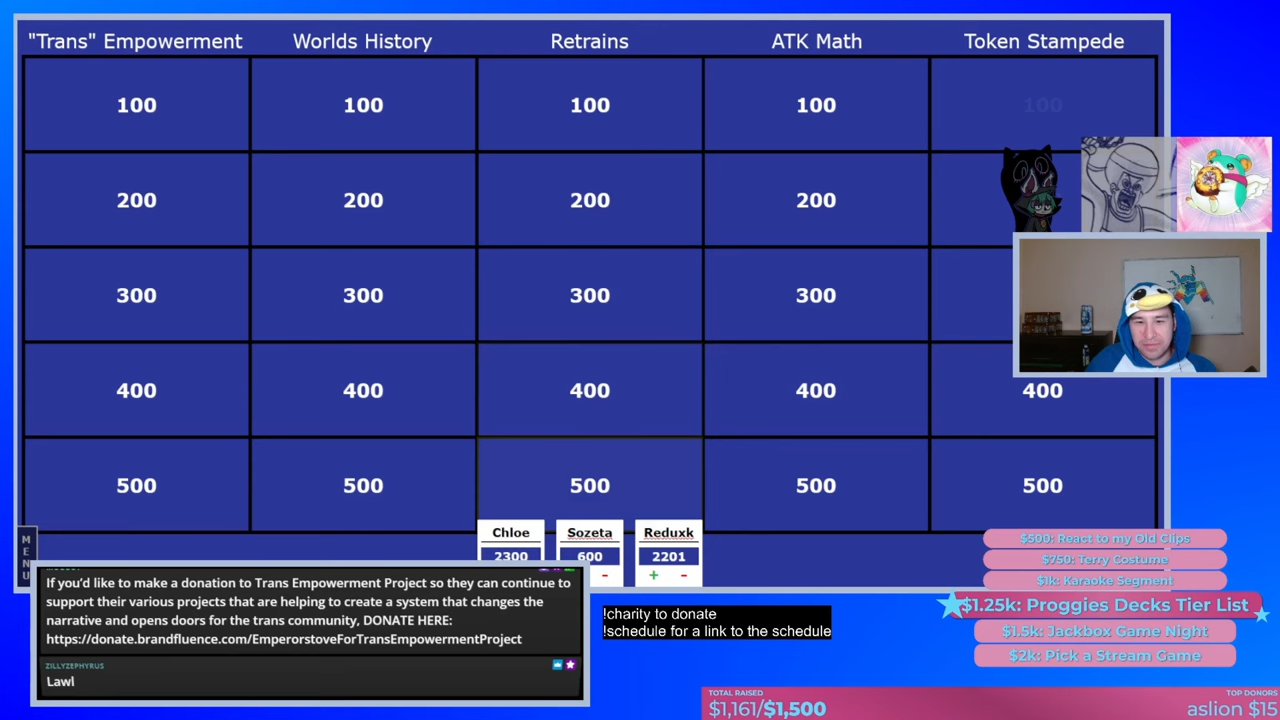 "Trans" Empowerment Worlds History Retrains ATK Math Token Stampede
100 100 100 100 100
200 200 200 200
300 300 300 300
400 400 400 400 400
500 500 500 500 500
MENU
Chloe Sozeta Reduxk
2300 600 2201
- + -
If you'd like to make a donation to Trans Empowerment Project so they can continue to
support their various projects that are helping to create a system that changes the
narrative and opens doors for the trans community, DONATE HERE:
https://donate.brandfluence.com/EmperorstoveForTransEmpowermentProject
ZILLYZEPHYRUS
Lawl
!charity to donate
!schedule for a link to the schedule
$500: React to my Old Clips
$750: Terry Costume
$1k: Karaoke Segment
$1.25k: Proggies Decks Tier List
$1.5k: Jackbox Game Night
$2k: Pick a Stream Game
TOTAL RAISED
$1,161/$1,500
TOP DONORS
aslion $15